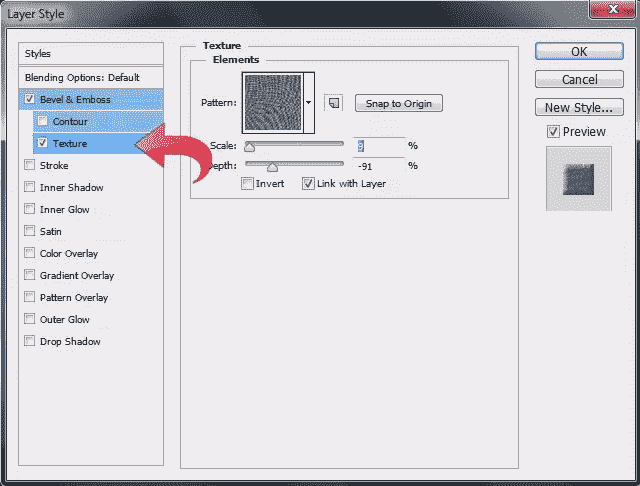 Layer Style
Styles
Blending Options: Default
Bevel & Emboss
Contour
Texture
Stroke
Inner Shadow
Inner Glow
Satin
Color Overlay
Gradient Overlay
Pattern Overlay
Outer Glow
Drop Shadow
Texture
Elements
Pattern:
Snap to Origin
Scale: 9 %
Depth: -91 %
Invert Link with Layer
OK
Cancel
New Style...
Preview